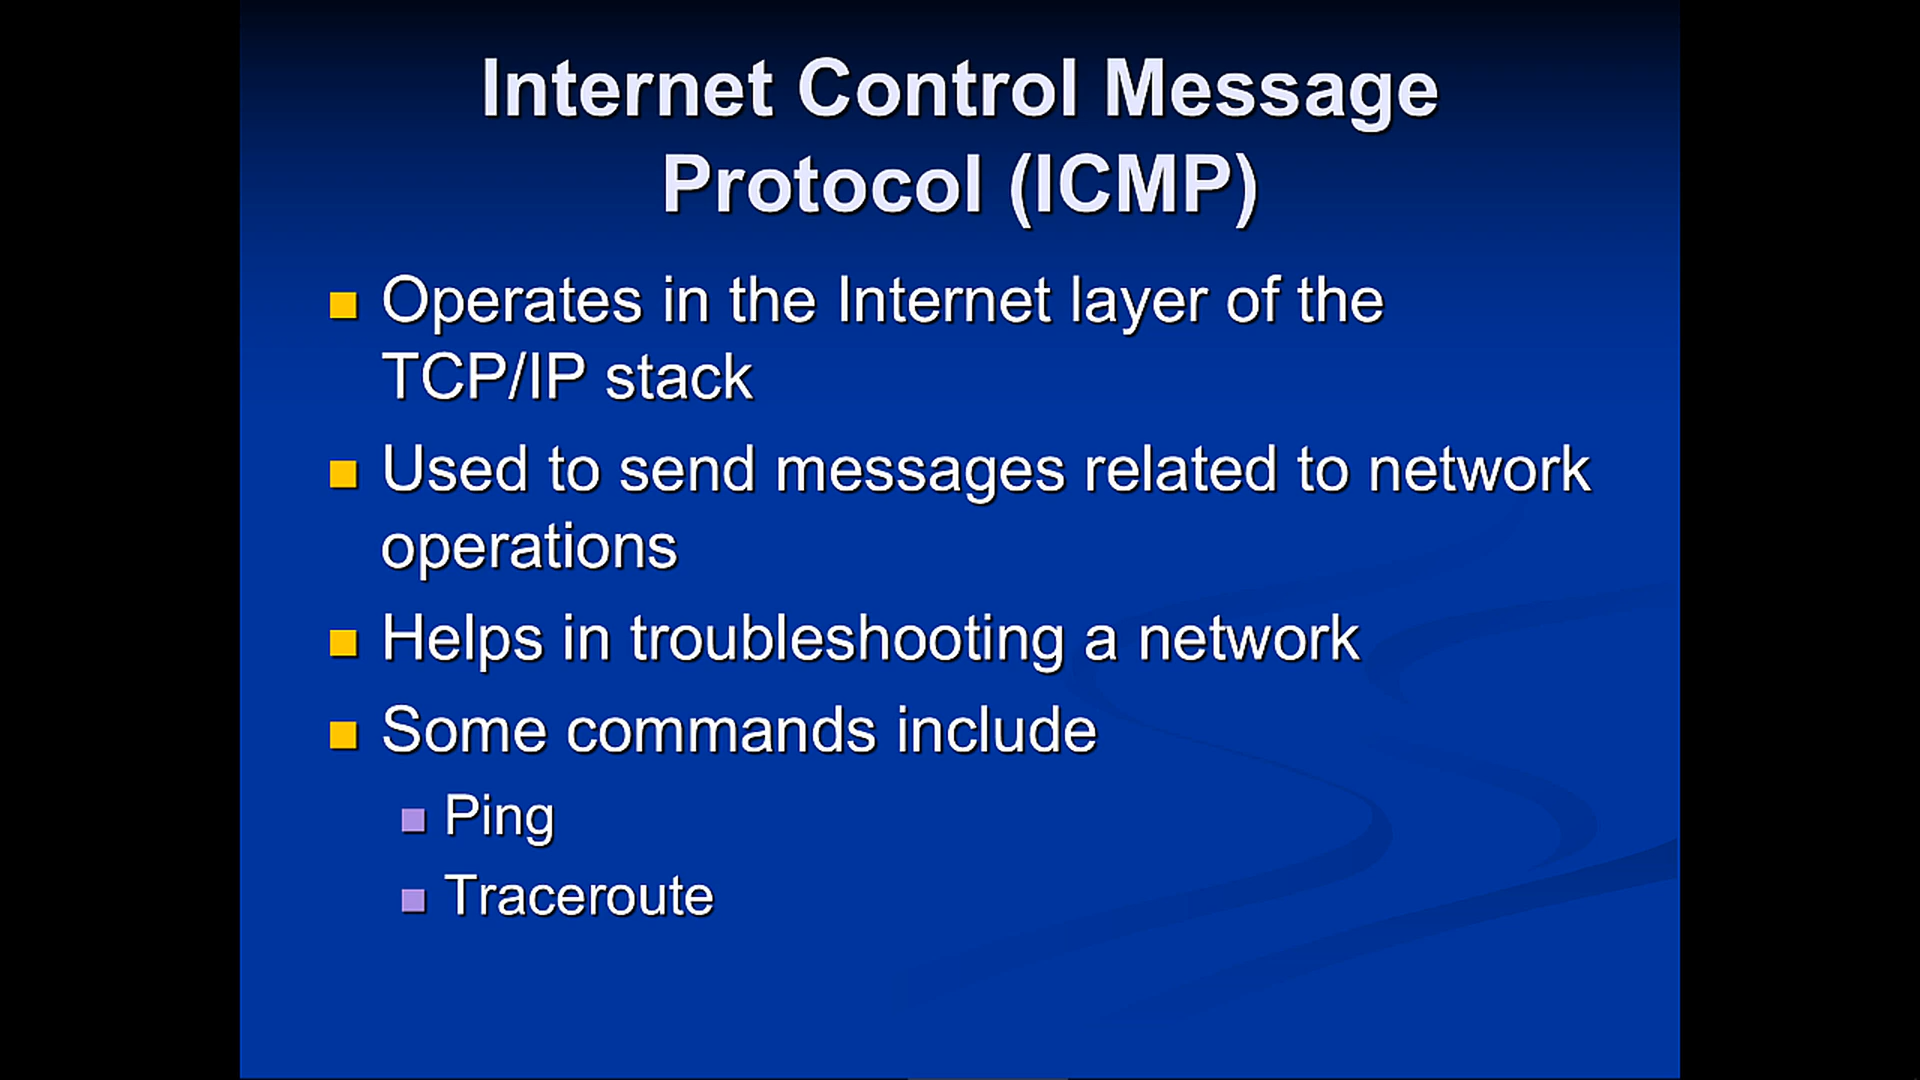 Internet Control Message
Protocol (ICMP)
Operates in the Internet layer of the
TCP/IP stack
Used to send messages related to network
operations
Helps in troubleshooting a network
Some commands include
Ping
Traceroute